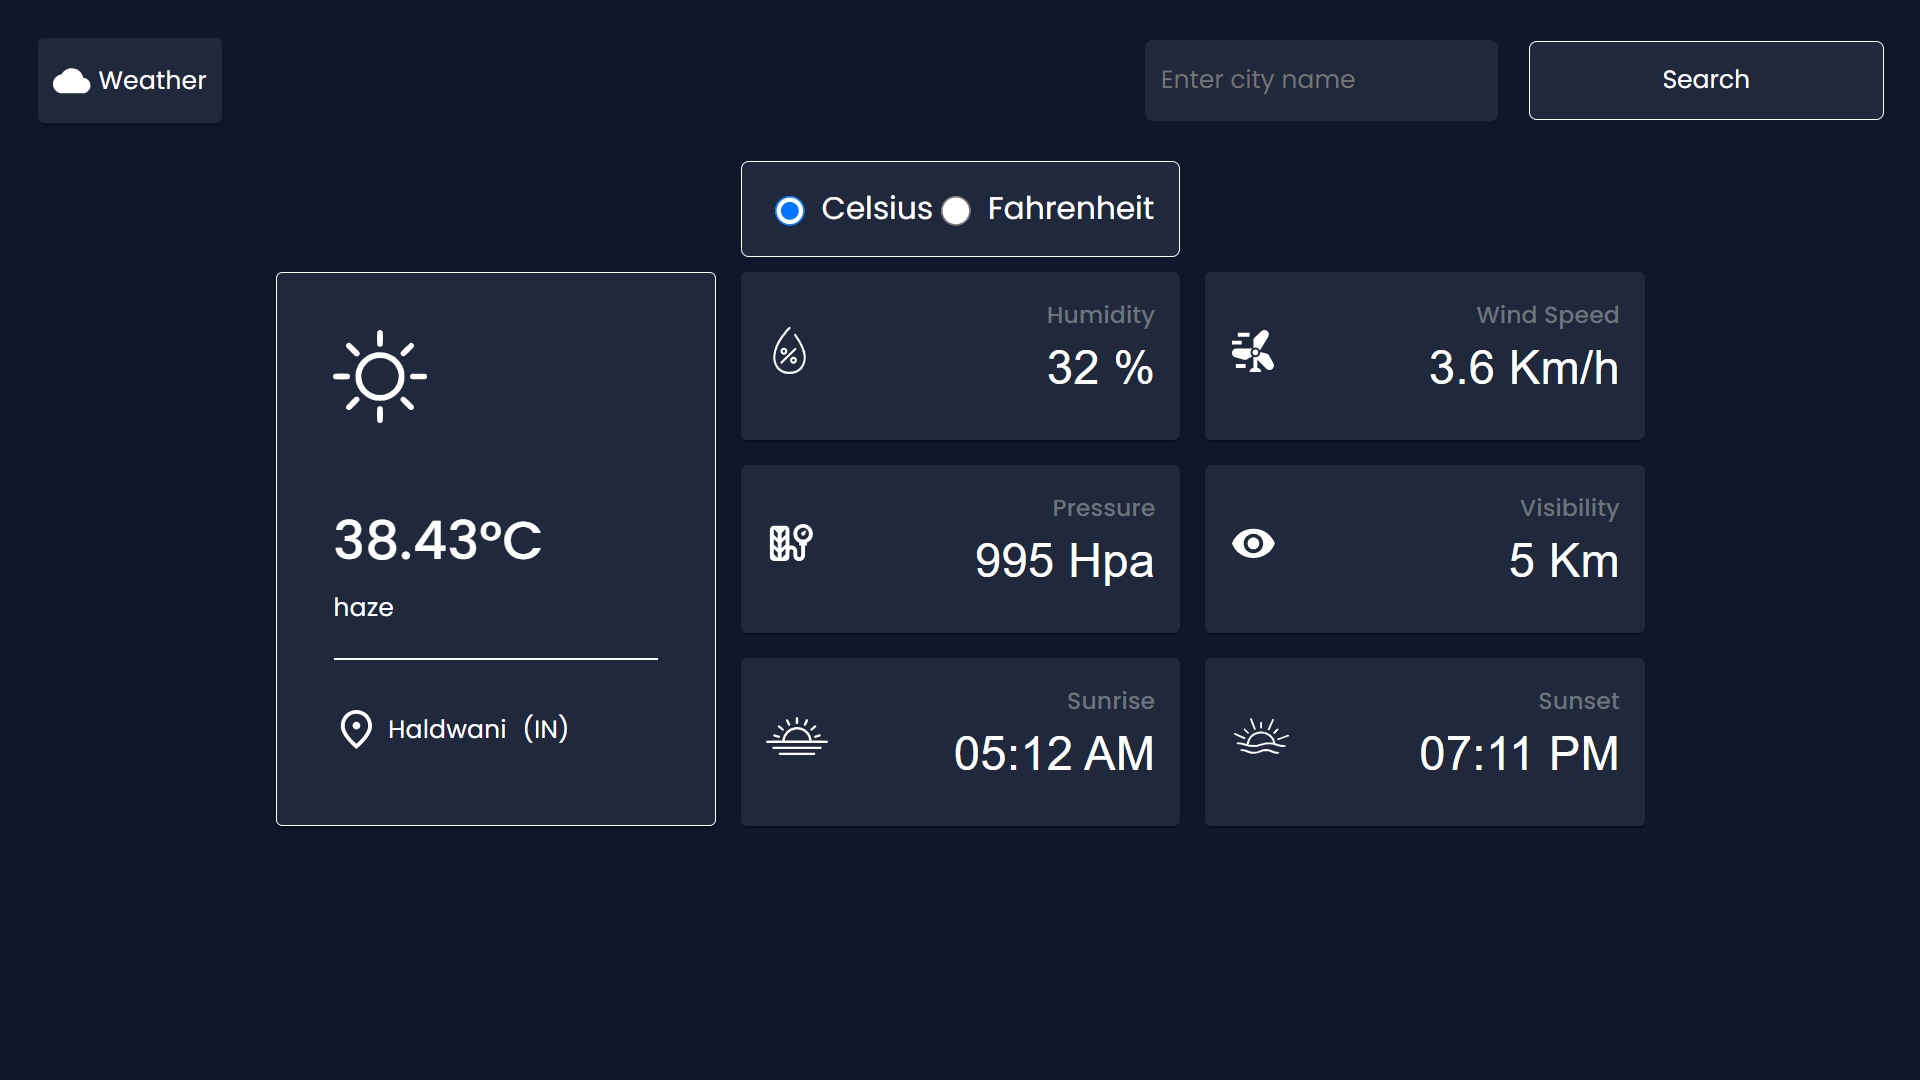 Weather
Enter city name
Search
Celsius
Fahrenheit
38.43°C
haze
Haldwani (IN)
Humidity
32 %
Wind Speed
3.6 Km/h
Pressure
995 Hpa
Visibility
5 Km
Sunrise
05:12 AM
Sunset
07:11 PM